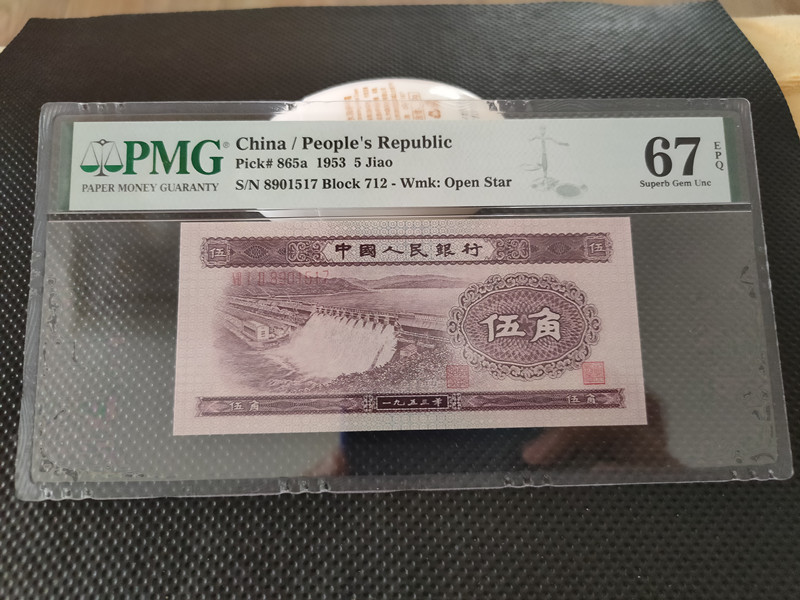 PMG®
PAPER MONEY GUARANTY
China / People's Republic
Pick# 865a 1953 5 Jiao
S/N 8901517 Block 712 - Wmk: Open Star
67
EPQ
Superb Gem Unc
伍 中國人民銀行 伍
8901517
伍角
伍角 一九五三年 伍角